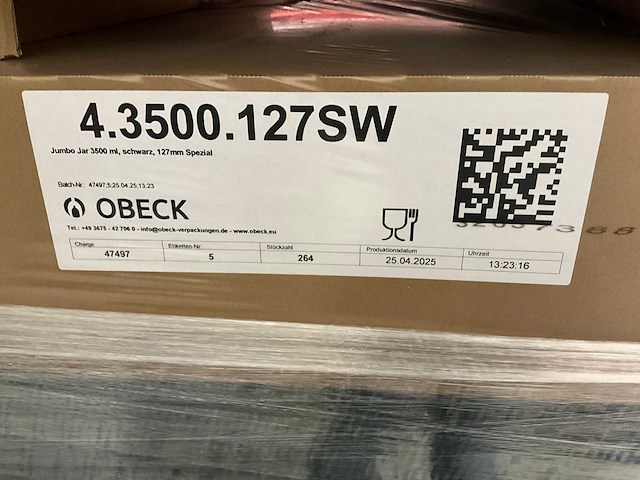 4.3500.127SW
Jumbo Jar 3500 ml, schwarz, 127mm Spezial
Batch-Nr.: 47497;5;25.04.25;13:23
OBECK
Tel.: +49 3675 - 42 706 0 - info@obeck-verpackungen.de - www.obeck.eu
Charge Etiketten-Nr: Stückzahl Produktionsdatum Uhrzeit
47497 5 264 25.04.2025 13:23:16